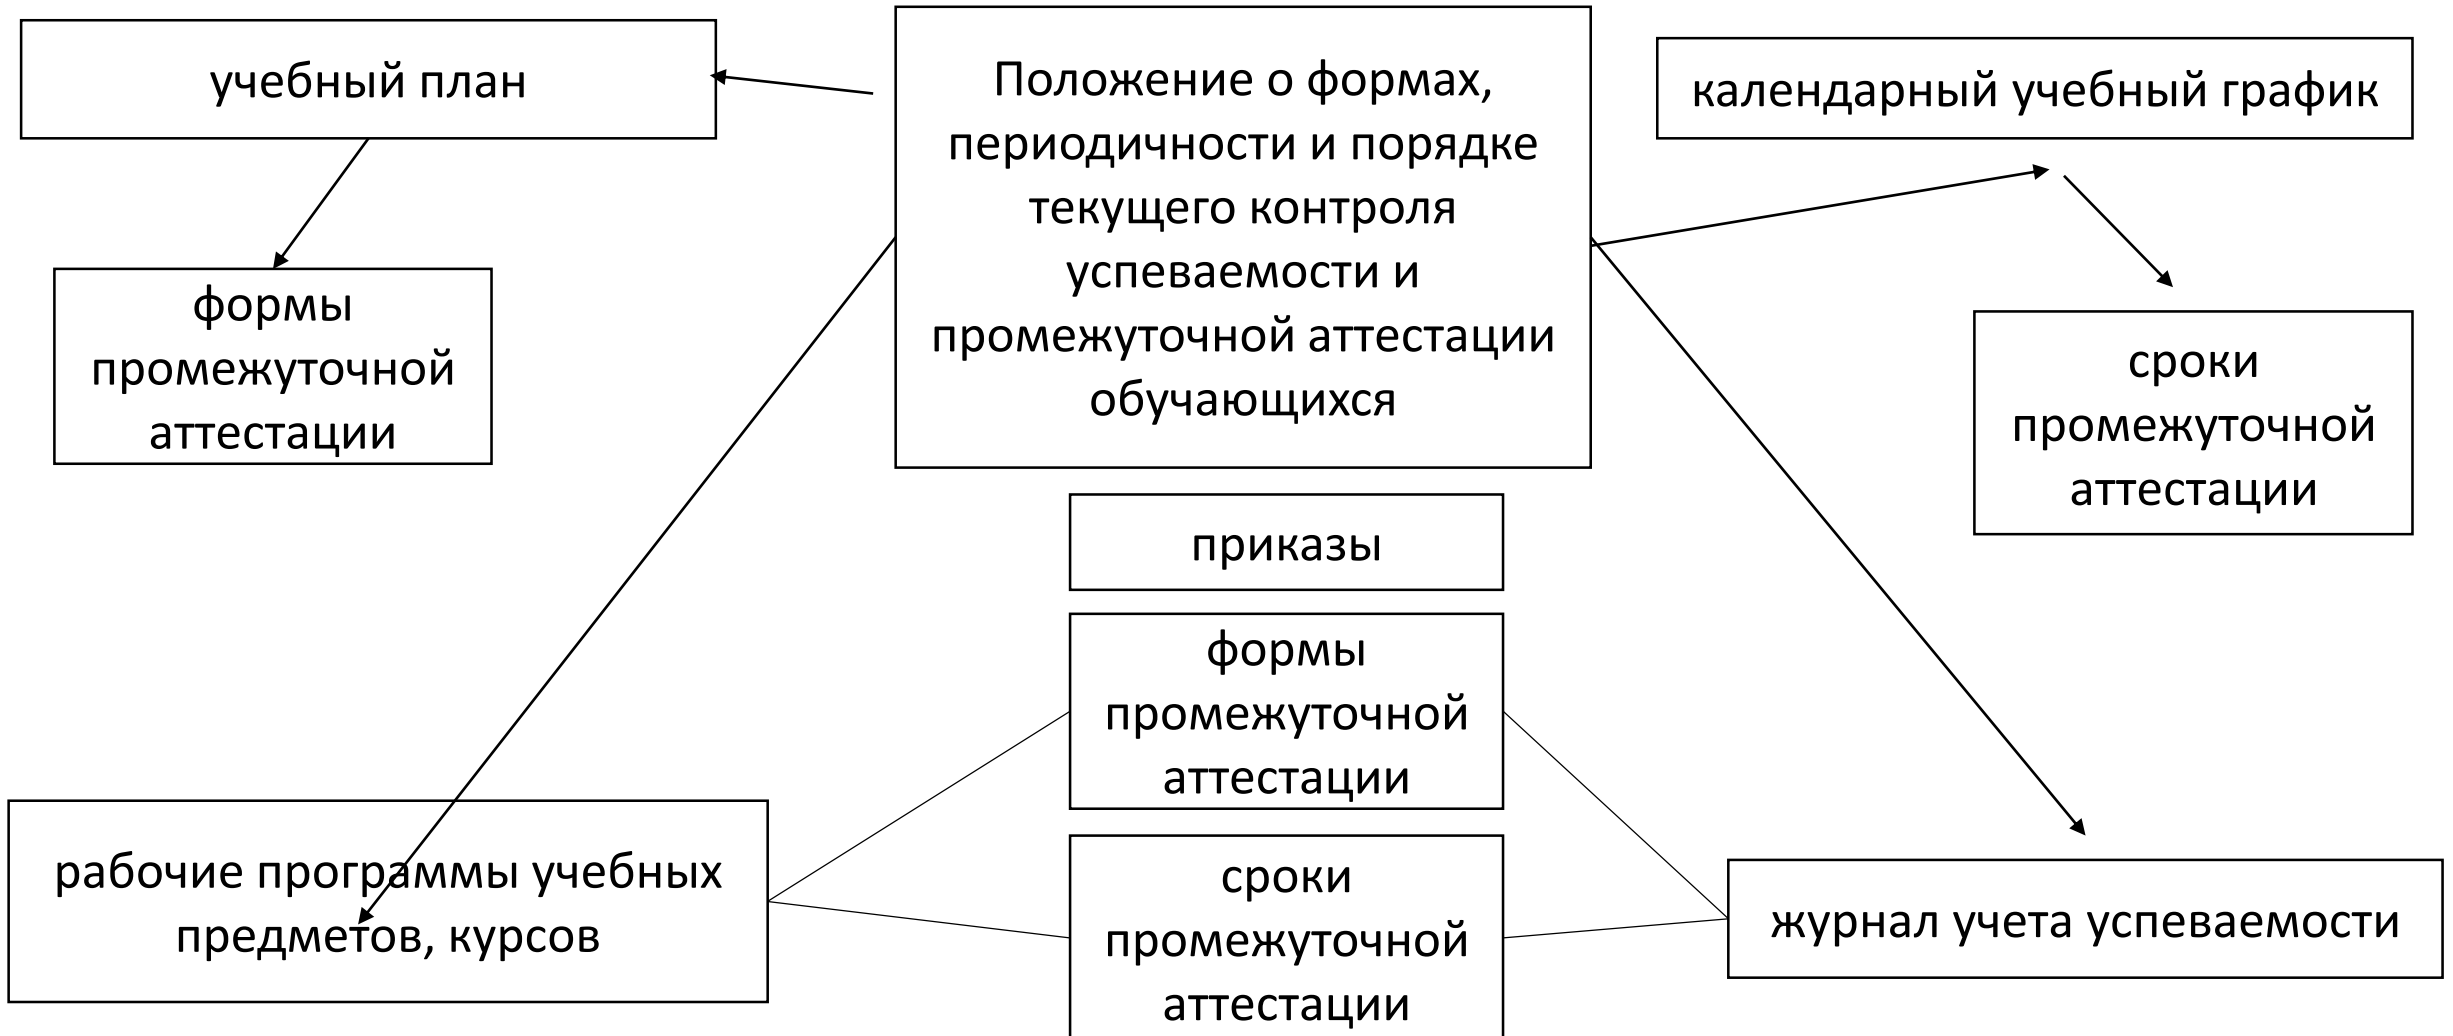 учебный план
Положение о формах,
периодичности и порядке
текущего контроля
успеваемости и
промежуточной аттестации
обучающихся
календарный учебный график
формы
промежуточной
аттестации
сроки
промежуточной
аттестации
приказы
формы
промежуточной
аттестации
рабочие программы учебных
предметов, курсов
сроки
промежуточной
аттестации
журнал учета успеваемости